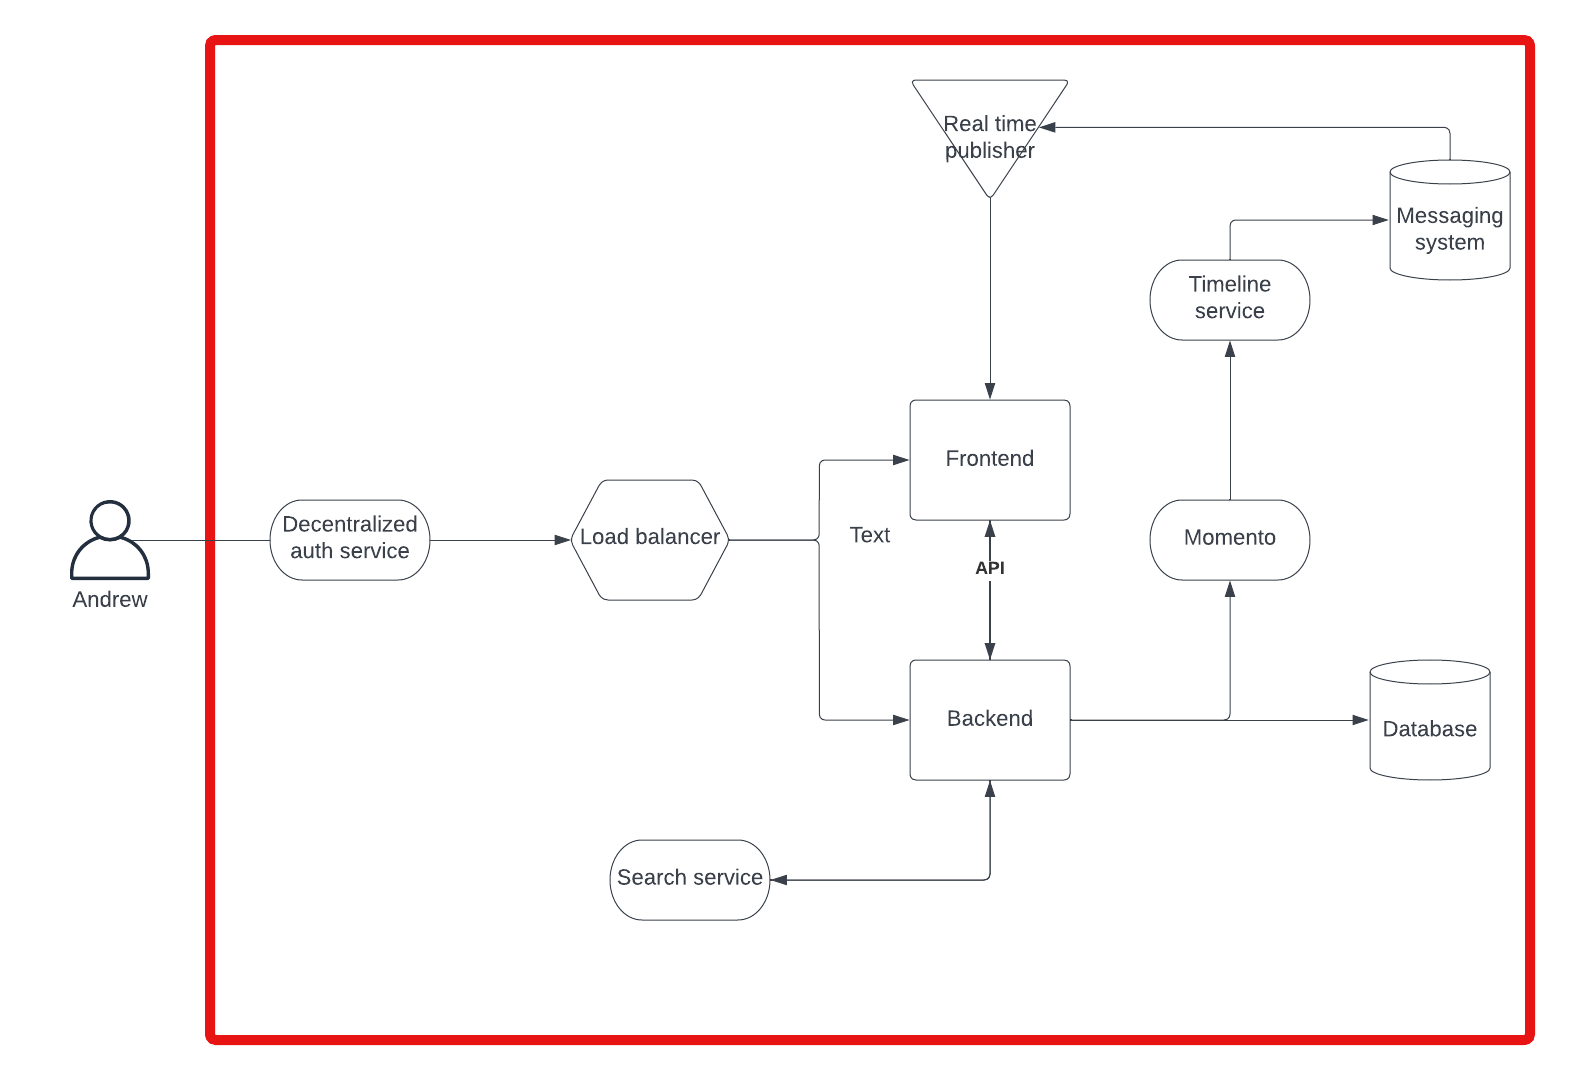 Real time
publisher
Messaging
system
Timeline
service
Frontend
Decentralized
auth service
Load balancer
Text
Momento
API
Andrew
Backend
Database
Search service